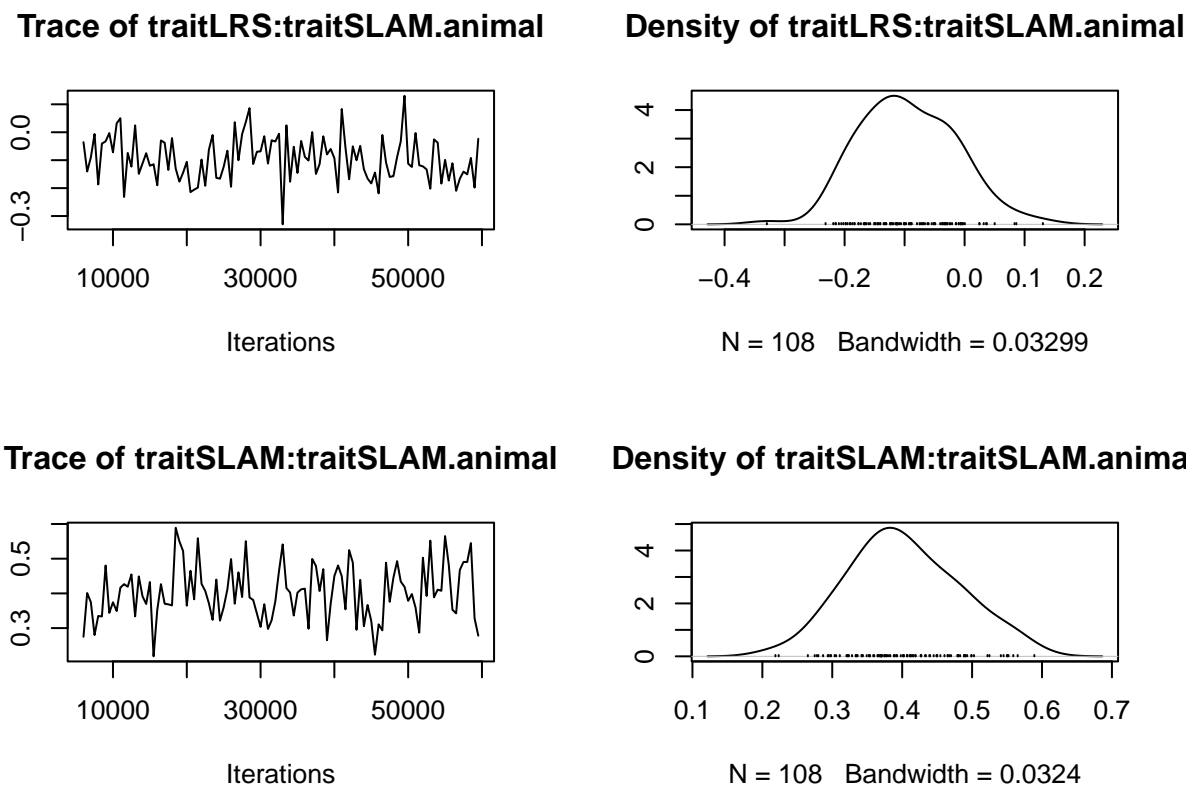 Trace of traitLRS:traitSLAM.animal
−0.3 0.0
10000 30000 50000
Iterations
Density of traitLRS:traitSLAM.animal
0 2 4
−0.4 −0.2 0.0 0.1 0.2
N = 108 Bandwidth = 0.03299
Trace of traitSLAM:traitSLAM.animal
0.3 0.5
10000 30000 50000
Iterations
Density of traitSLAM:traitSLAM.anima
0 2 4
0.1 0.2 0.3 0.4 0.5 0.6 0.7
N = 108 Bandwidth = 0.0324